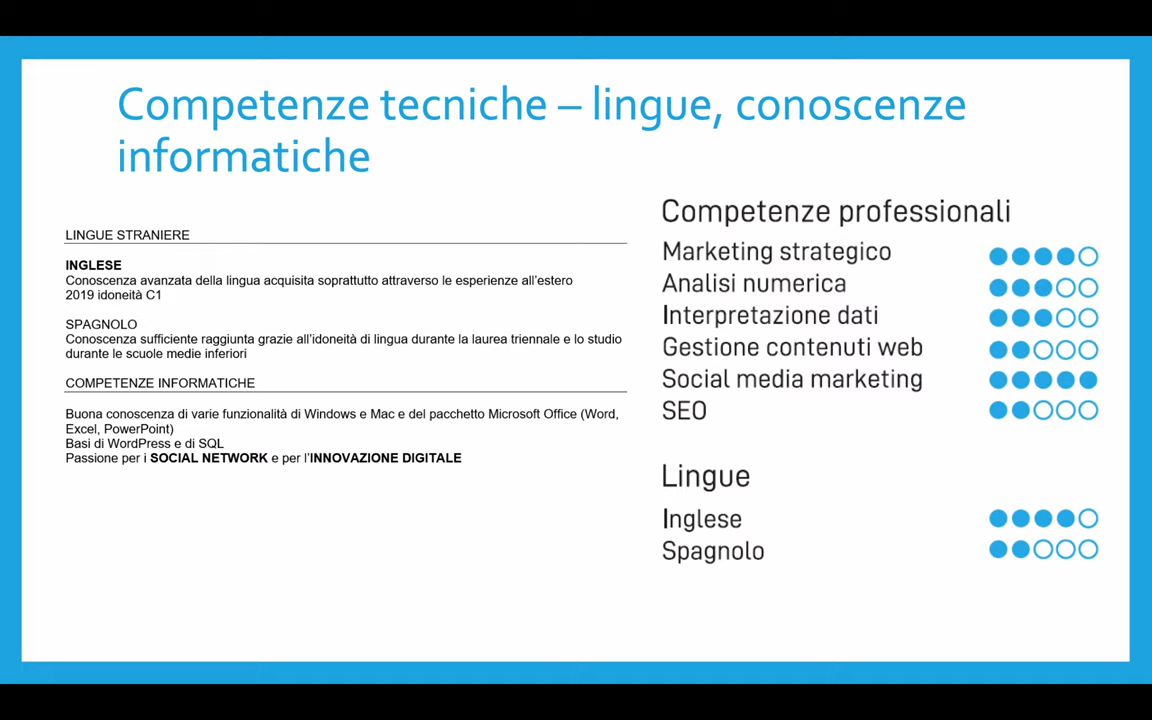 Competenze tecniche – lingue, conoscenze
informatiche
LINGUE STRANIERE
INGLESE
Conoscenza avanzata della lingua acquisita soprattutto attraverso le esperienze all'estero
2019 idoneità C1
SPAGNOLO
Conoscenza sufficiente raggiunta grazie all'idoneità di lingua durante la laurea triennale e lo studio
durante le scuole medie inferiori
COMPETENZE INFORMATICHE
Buona conoscenza di varie funzionalità di Windows e Mac e del pacchetto Microsoft Office (Word,
Excel, PowerPoint)
Basi di WordPress e di SQL
Passione per i SOCIAL NETWORK e per l'INNOVAZIONE DIGITALE
Competenze professionali
Marketing strategico
Analisi numerica
Interpretazione dati
Gestione contenuti web
Social media marketing
SEO
Lingue
Inglese
Spagnolo